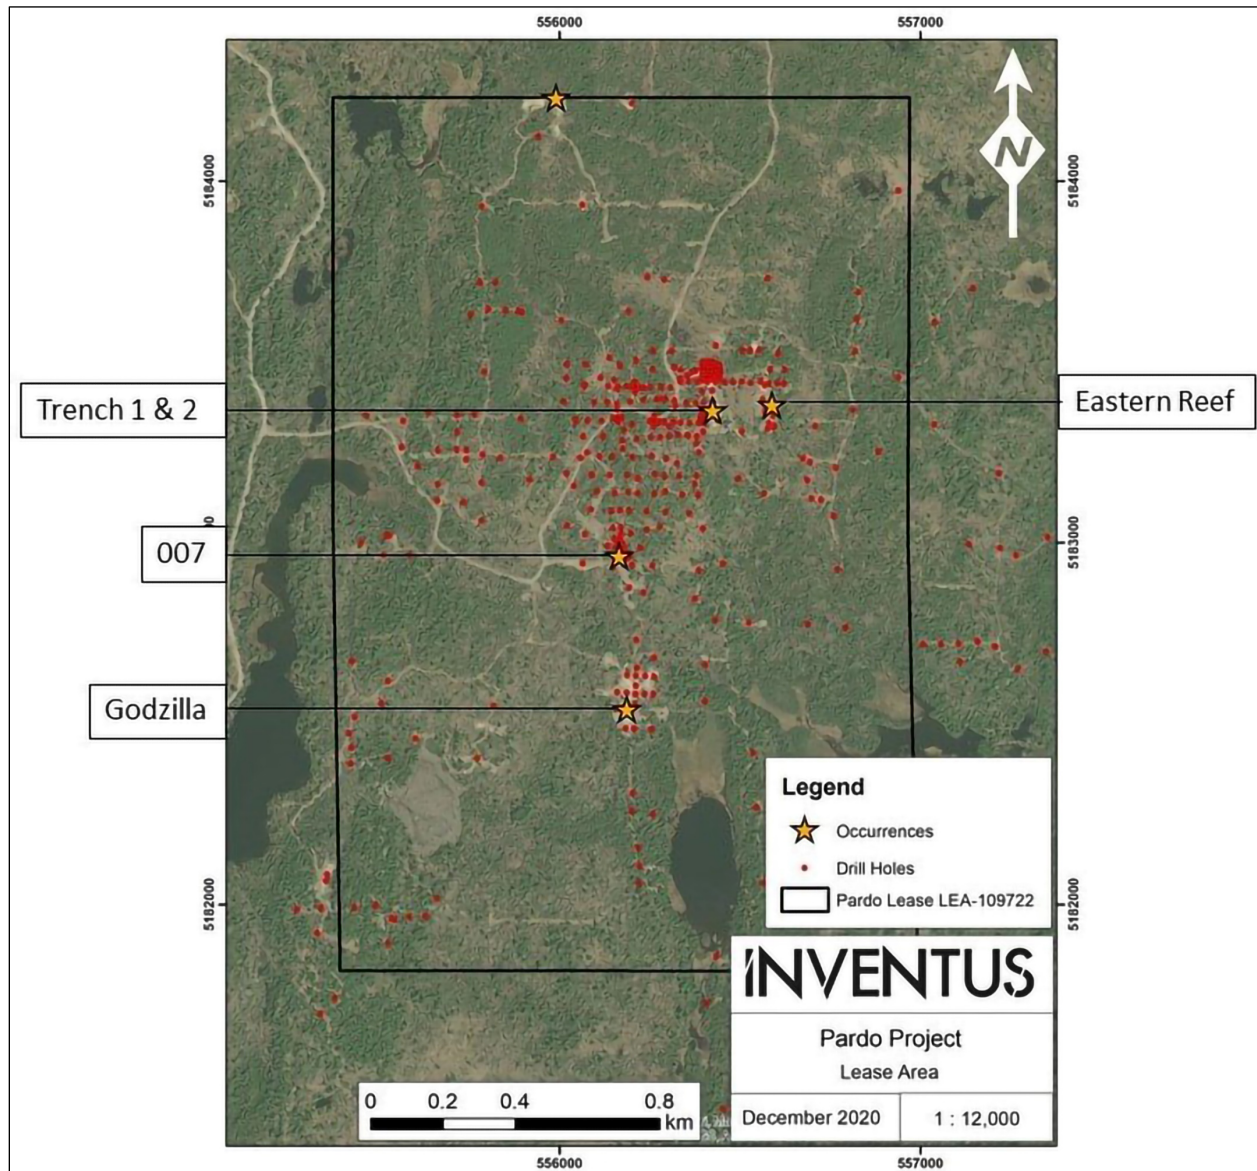 556000
557000
N
5184000
5184000
Trench 1 & 2
Eastern Reef
007
5183000
Godzilla
Legend
Occurrences
Drill Holes
Pardo Lease LEA-109722
5182000
5182000
INVENTUS
Pardo Project
Lease Area
0 0.2 0.4 0.8
km
December 2020
1 : 12,000
556000
557000